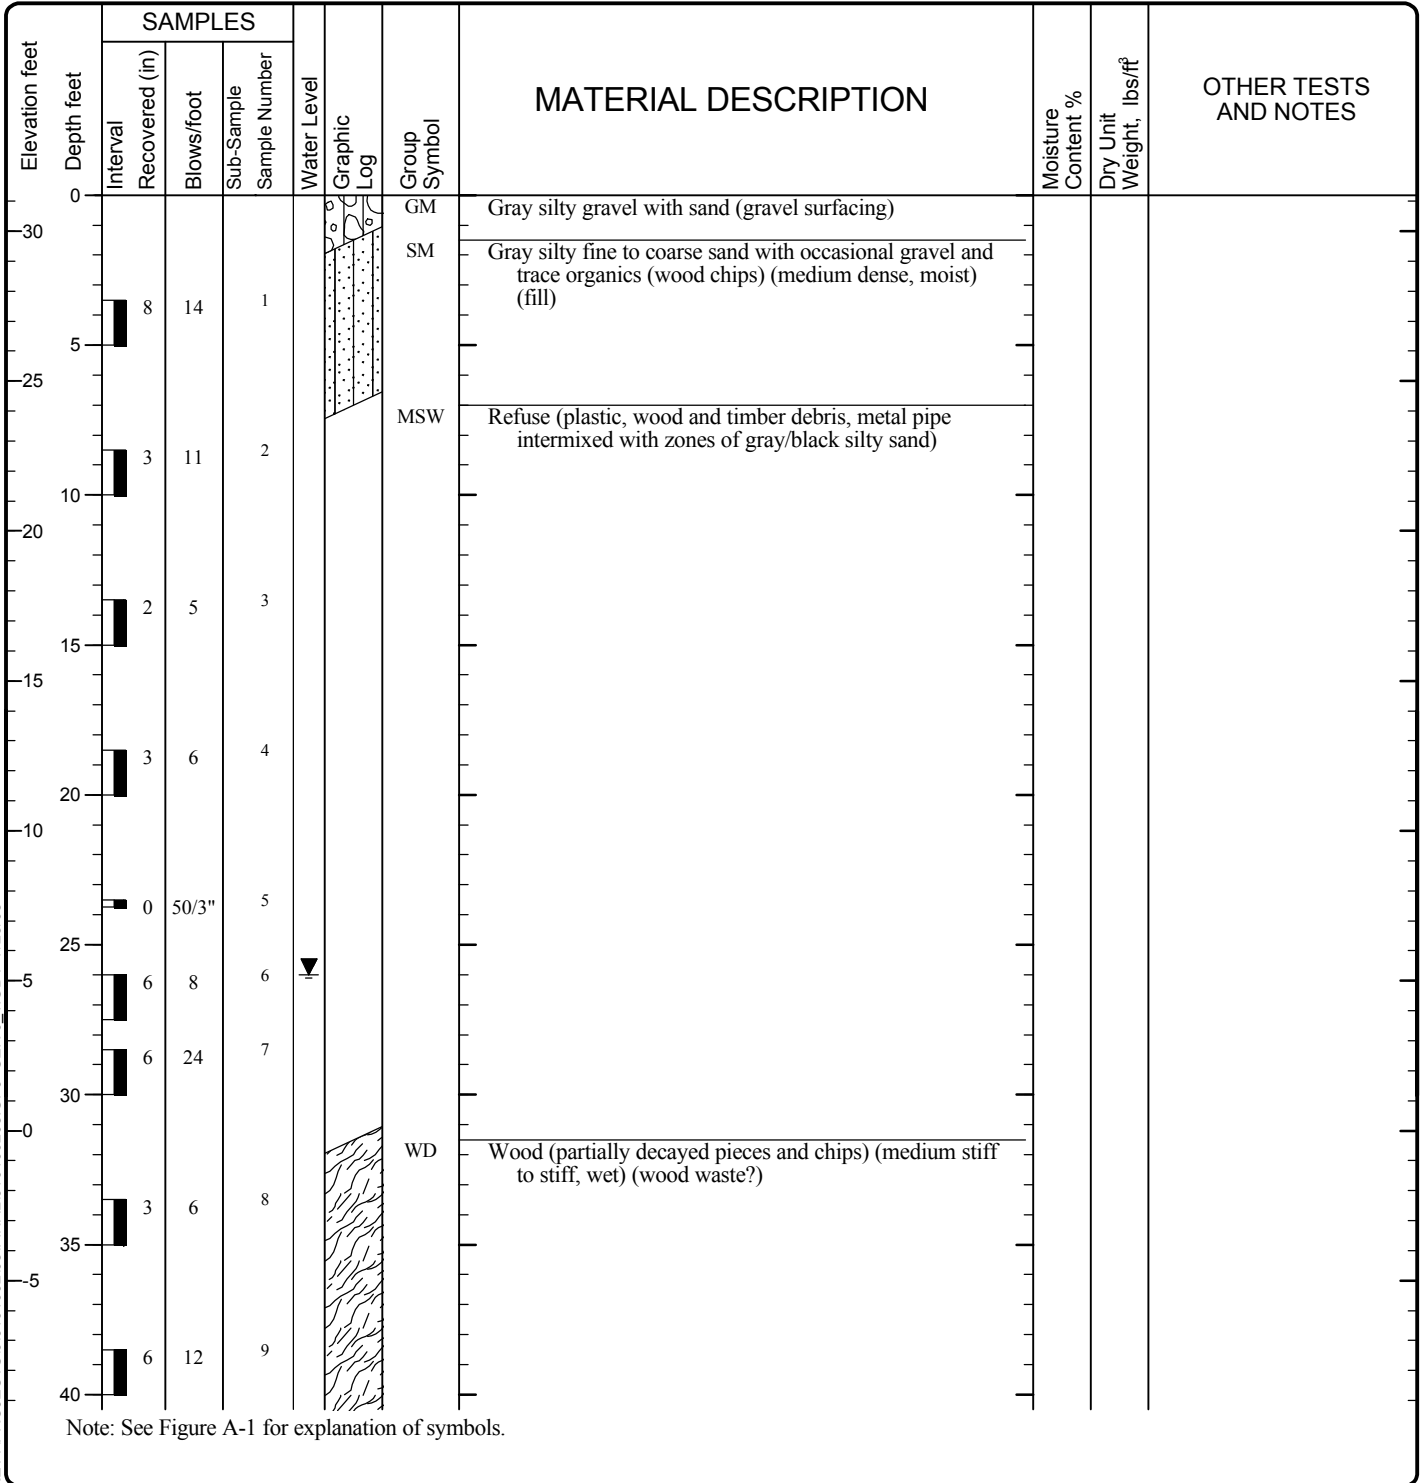 SAMPLES
Elevation feet
Depth feet
Interval
Recovered (in)
Blows/foot
Sub-Sample
Sample Number
Water Level
Graphic
Log
Group
Symbol
MATERIAL DESCRIPTION
Moisture
Content %
Dry Unit
Weight, lbs/ft³
OTHER TESTS
AND NOTES
0
GM Gray silty gravel with sand (gravel surfacing)
30
SM Gray silty fine to coarse sand with occasional gravel and
trace organics (wood chips) (medium dense, moist)
(fill)
8 14 1
5
25
MSW Refuse (plastic, wood and timber debris, metal pipe
intermixed with zones of gray/black silty sand)
3 11 2
10
20
2 5 3
15
15
3 6 4
20
10
0 50/3" 5
25
5
6 8 6
6 24 7
30
0
WD Wood (partially decayed pieces and chips) (medium stiff
to stiff, wet) (wood waste?)
3 6 8
35
-5
6 12 9
40
Note: See Figure A-1 for explanation of symbols.